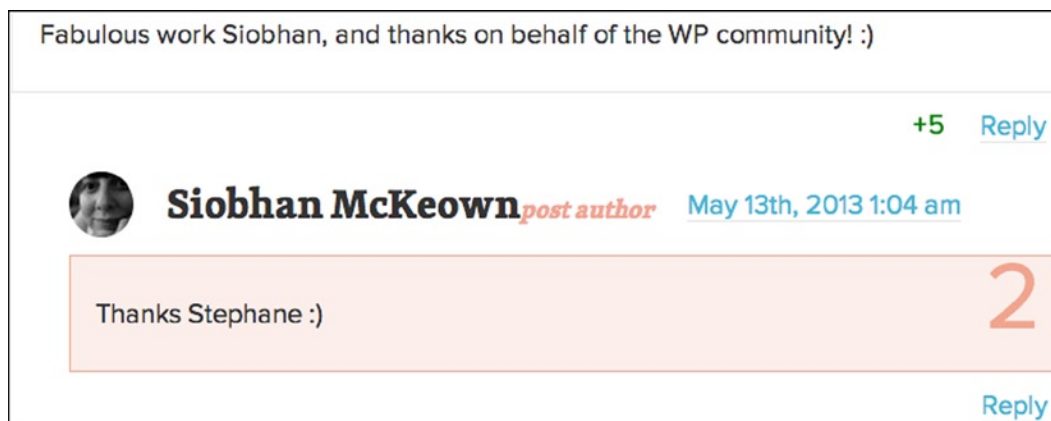 Fabulous work Siobhan, and thanks on behalf of the WP community! :)
+5 Reply
Siobhan McKeown post author May 13th, 2013 1:04 am
2
Thanks Stephane :)
Reply